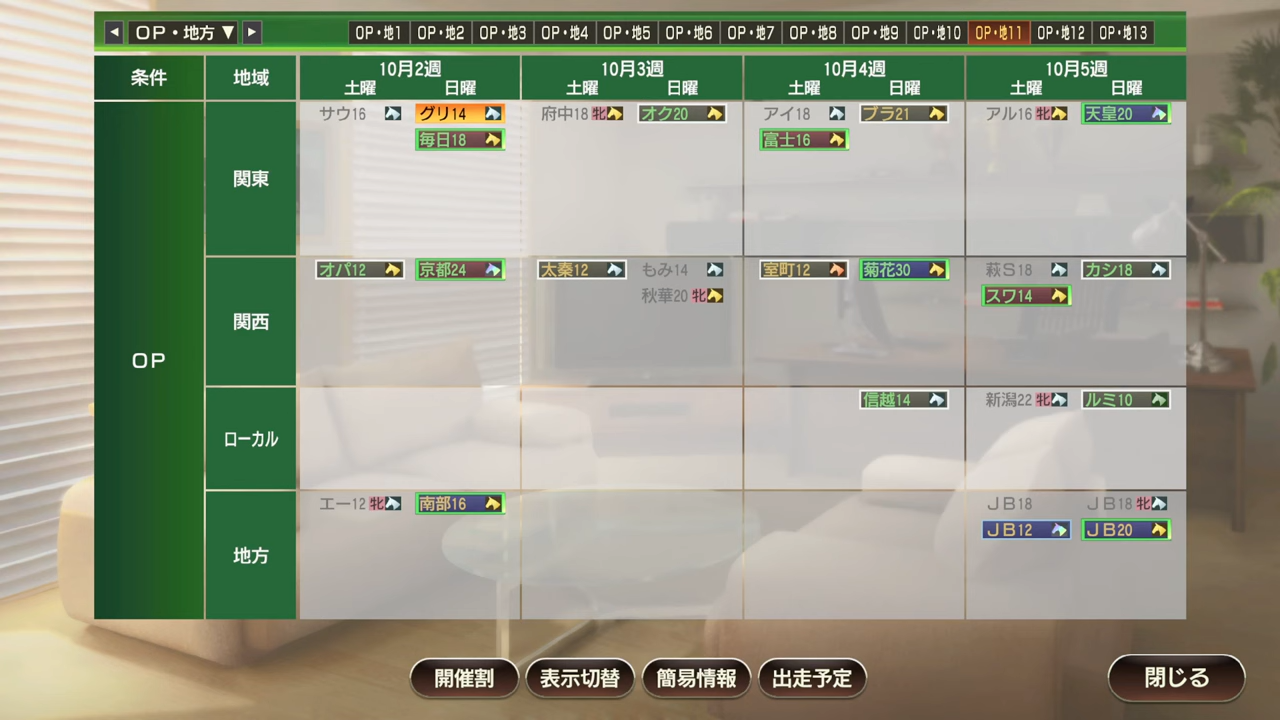 ◀ OP・地方▼ ▶ OP・地1 OP・地2 OP・地3 OP・地4 OP・地5 OP・地6 OP・地7 OP・地8 OP・地9 OP・地10 OP・地11 OP・地12 OP・地13
条件 地域 10月2週 10月3週 10月4週 10月5週
土曜 日曜 土曜 日曜 土曜 日曜 土曜 日曜
OP
関東
サウ16 グリ14 府中18牝 オク20 アイ18 ブラ21 アル16牝 天皇20
毎日18 富士16
関西
オパ12 京都24 太秦12 もみ14 室町12 菊花30 萩S18 カシ18
秋華20牝 スワ14
ローカル
信越14 新潟22牝 ルミ10
地方
エー12牝 南部16 JB18 JB18牝
JB12 JB20
開催割 表示切替 簡易情報 出走予定 閉じる